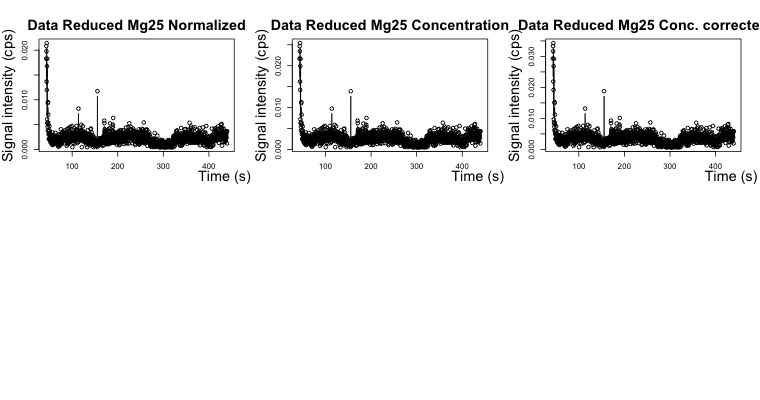 Data Reduced Mg25 Normalized
Signal intensity (cps)
0.020
0.010
0.000
100 200 300 400
Time (s)
Data Reduced Mg25 Concentration
Signal intensity (cps)
0.020
0.010
0.000
100 200 300 400
Time (s)
Data Reduced Mg25 Conc. correcte
Signal intensity (cps)
0.030
0.020
0.010
0.000
100 200 300 400
Time (s)